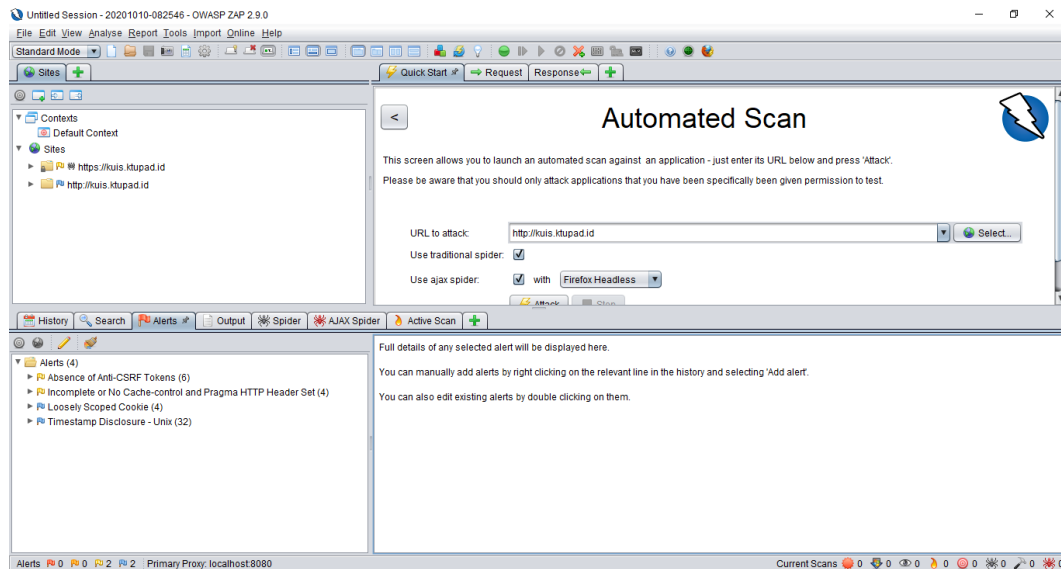 Untitled Session - 20201010-082546 - OWASP ZAP 2.9.0
File Edit View Analyse Report Tools Import Online Help
Standard Mode
Sites
Quick Start
Request
Response
Contexts
Default Context
Sites
https://kuis.ktupad.id
http://kuis.ktupad.id
<
Automated Scan
This screen allows you to launch an automated scan against an application - just enter its URL below and press 'Attack'.
Please be aware that you should only attack applications that you have been specifically been given permission to test.
URL to attack:
http://kuis.ktupad.id
Select...
Use traditional spider:
Use ajax spider:
with
Firefox Headless
Attack
Stop
History
Search
Alerts
Output
Spider
AJAX Spider
Active Scan
Alerts (4)
Absence of Anti-CSRF Tokens (6)
Incomplete or No Cache-control and Pragma HTTP Header Set (4)
Loosely Scoped Cookie (4)
Timestamp Disclosure - Unix (32)
Full details of any selected alert will be displayed here.
You can manually add alerts by right clicking on the relevant line in the history and selecting 'Add alert'.
You can also edit existing alerts by double clicking on them.
Alerts 0 0 2 2 Primary Proxy: localhost:8080
Current Scans 0 0 0 0 0 0 0 0